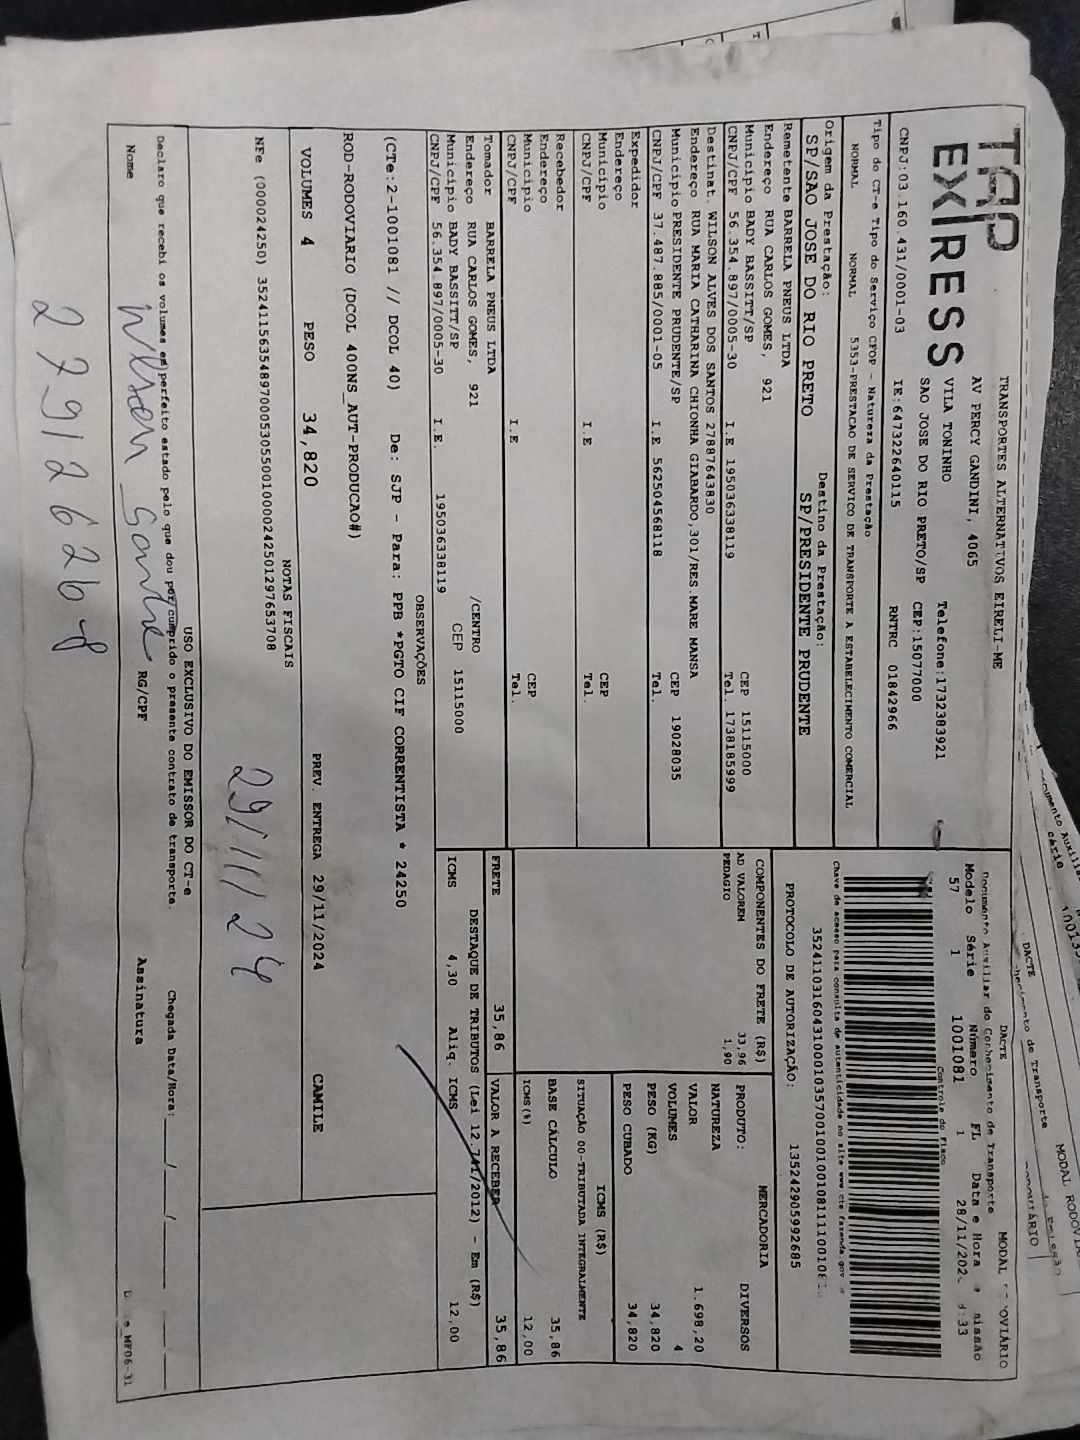 TAP EXPRESS
TRANSPORTES ALTERNATIVOS EIRELI-ME
AV PERCY GANDINI, 4065
VILA TONINHO Telefone:1732383921
SAO JOSE DO RIO PRETO/SP CEP:15077000
CNPJ:03.160.431/0001-03 IE:647322640115 RNTRC 01842966
Tipo do CT-e Tipo do Serviço CFOP - Natureza da Prestação
NORMAL NORMAL 5353-PRESTACAO DE SERVICO DE TRANSPORTE A ESTABELECIMENTO COMERCIAL
Origem da Prestação: Destino da Prestação:
SP/SAO JOSE DO RIO PRETO SP/PRESIDENTE PRUDENTE
Remetente BARRELA PNEUS LTDA
Endereço RUA CARLOS GOMES, 921
Municipio BADY BASSITT/SP CEP 15115000
CNPJ/CPF 56.354.897/0005-30 I.E 195036338119 Tel. 1738185999
Destinat. WILSON ALVES DOS SANTOS 27887643830
Endereço RUA MARIA CATHARINA CHIONHA GIABARDO,301/RES.MARE MANSA
Municipio PRESIDENTE PRUDENTE/SP CEP 19028035
CNPJ/CPF 37.487.885/0001-05 I.E 562504568118 Tel.
Expedidor
Endereço
Municipio CEP
CNPJ/CPF I.E Tel.
Recebedor
Endereço
Municipio CEP
CNPJ/CPF I.E Tel.
Tomador BARRELA PNEUS LTDA
Endereço RUA CARLOS GOMES, 921 /CENTRO
Municipio BADY BASSITT/SP CEP 15115000
CNPJ/CPF 56.354.897/0005-30 I.E. 195036338119
DACTE MODAL RODOVIÁRIO
Documento Auxiliar do Conhecimento de Transporte
Modelo Série Número FL Data e Hora Emissão
57 1 1001081 1 28/11/202 :33
Controle do Fisco
Chave de acesso para consulta de autenticidade no site www.cte.fazenda.gov
PROTOCOLO DE AUTORIZAÇÃO: 135242905992685
COMPONENTES DO FRETE (R$)
AD VALOREM 33,96
PEDAGIO 1,90
MERCADORIA
PRODUTO: DIVERSOS
NATUREZA
VALOR 1.698,20
VOLUMES 4
PESO (KG) 34,820
PESO CUBADO 34,820
ICMS (R$)
SITUAÇÃO 00-TRIBUTADA INTEGRALMENTE
BASE CÁLCULO 35,86
ICMS(%) 12,00
FRETE 35,86 VALOR A RECEBER 35,86
DESTAQUE DE TRIBUTOS (Lei 12.741/2012) - Em (R$)
ICMS 4,30 Aliq. ICMS 12,00
OBSERVAÇÕES
(CTe:2-1001081 // DCOL 40) De: SJP - Para: PPB *PGTO CIF CORRENTISTA * 24250
ROD-RODOVIARIO (DCOL 400NS_AUT-PRODUCAO#)
VOLUMES 4 PESO 34,820 PREV. ENTREGA 29/11/2024 CAMILE
NOTAS FISCAIS
NFe (000024250) 35241156354897000530550010000242501297653708
29/11/24
USO EXCLUSIVO DO EMISSOR DO CT-e
Declaro que recebi os volumes em perfeito estado pelo que dou por cumprido o presente contrato de transporte. Chegada Data/Hora: ____/____/____
Nome Wilson RG/CPF Assinatura
2791262b-8